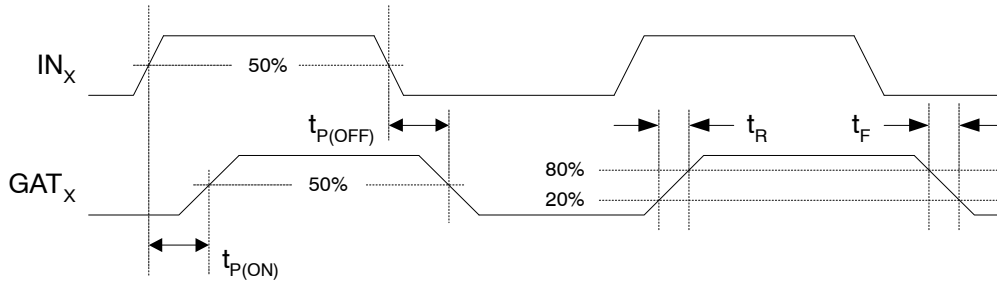 IN_X
50%
t_P(OFF)
t_R
t_F
GAT_X
50%
80%
20%
t_P(ON)